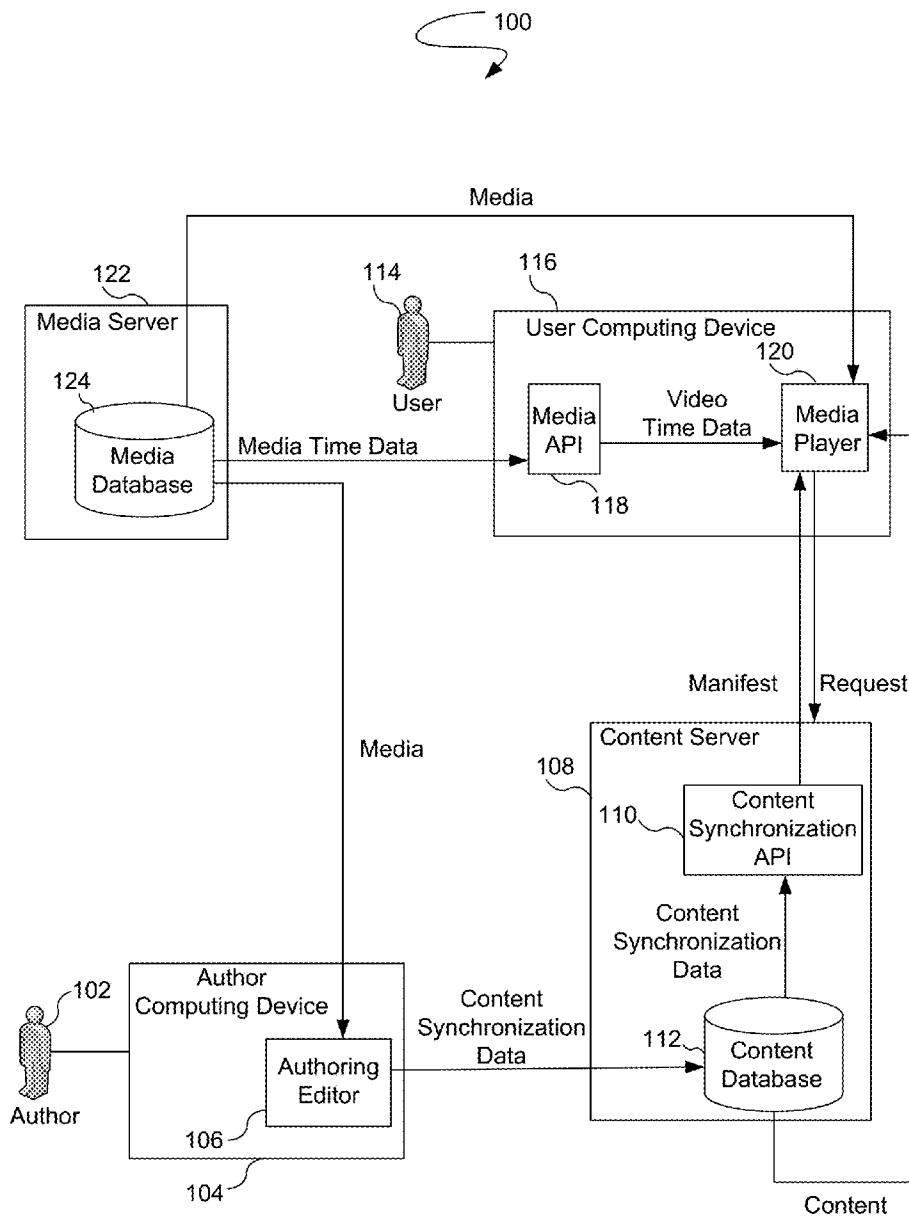 100
Media
122
Media Server
124
Media
Database
114
User
116
User Computing Device
120
Media
API
118
Video
Time Data
Media
Player
Media Time Data
Manifest
Request
Media
Content Server
108
110
Content
Synchronization
API
Content
Synchronization
Data
112
Content
Database
102
Author
Author
Computing Device
Authoring
Editor
106
104
Content
Synchronization
Data
Content